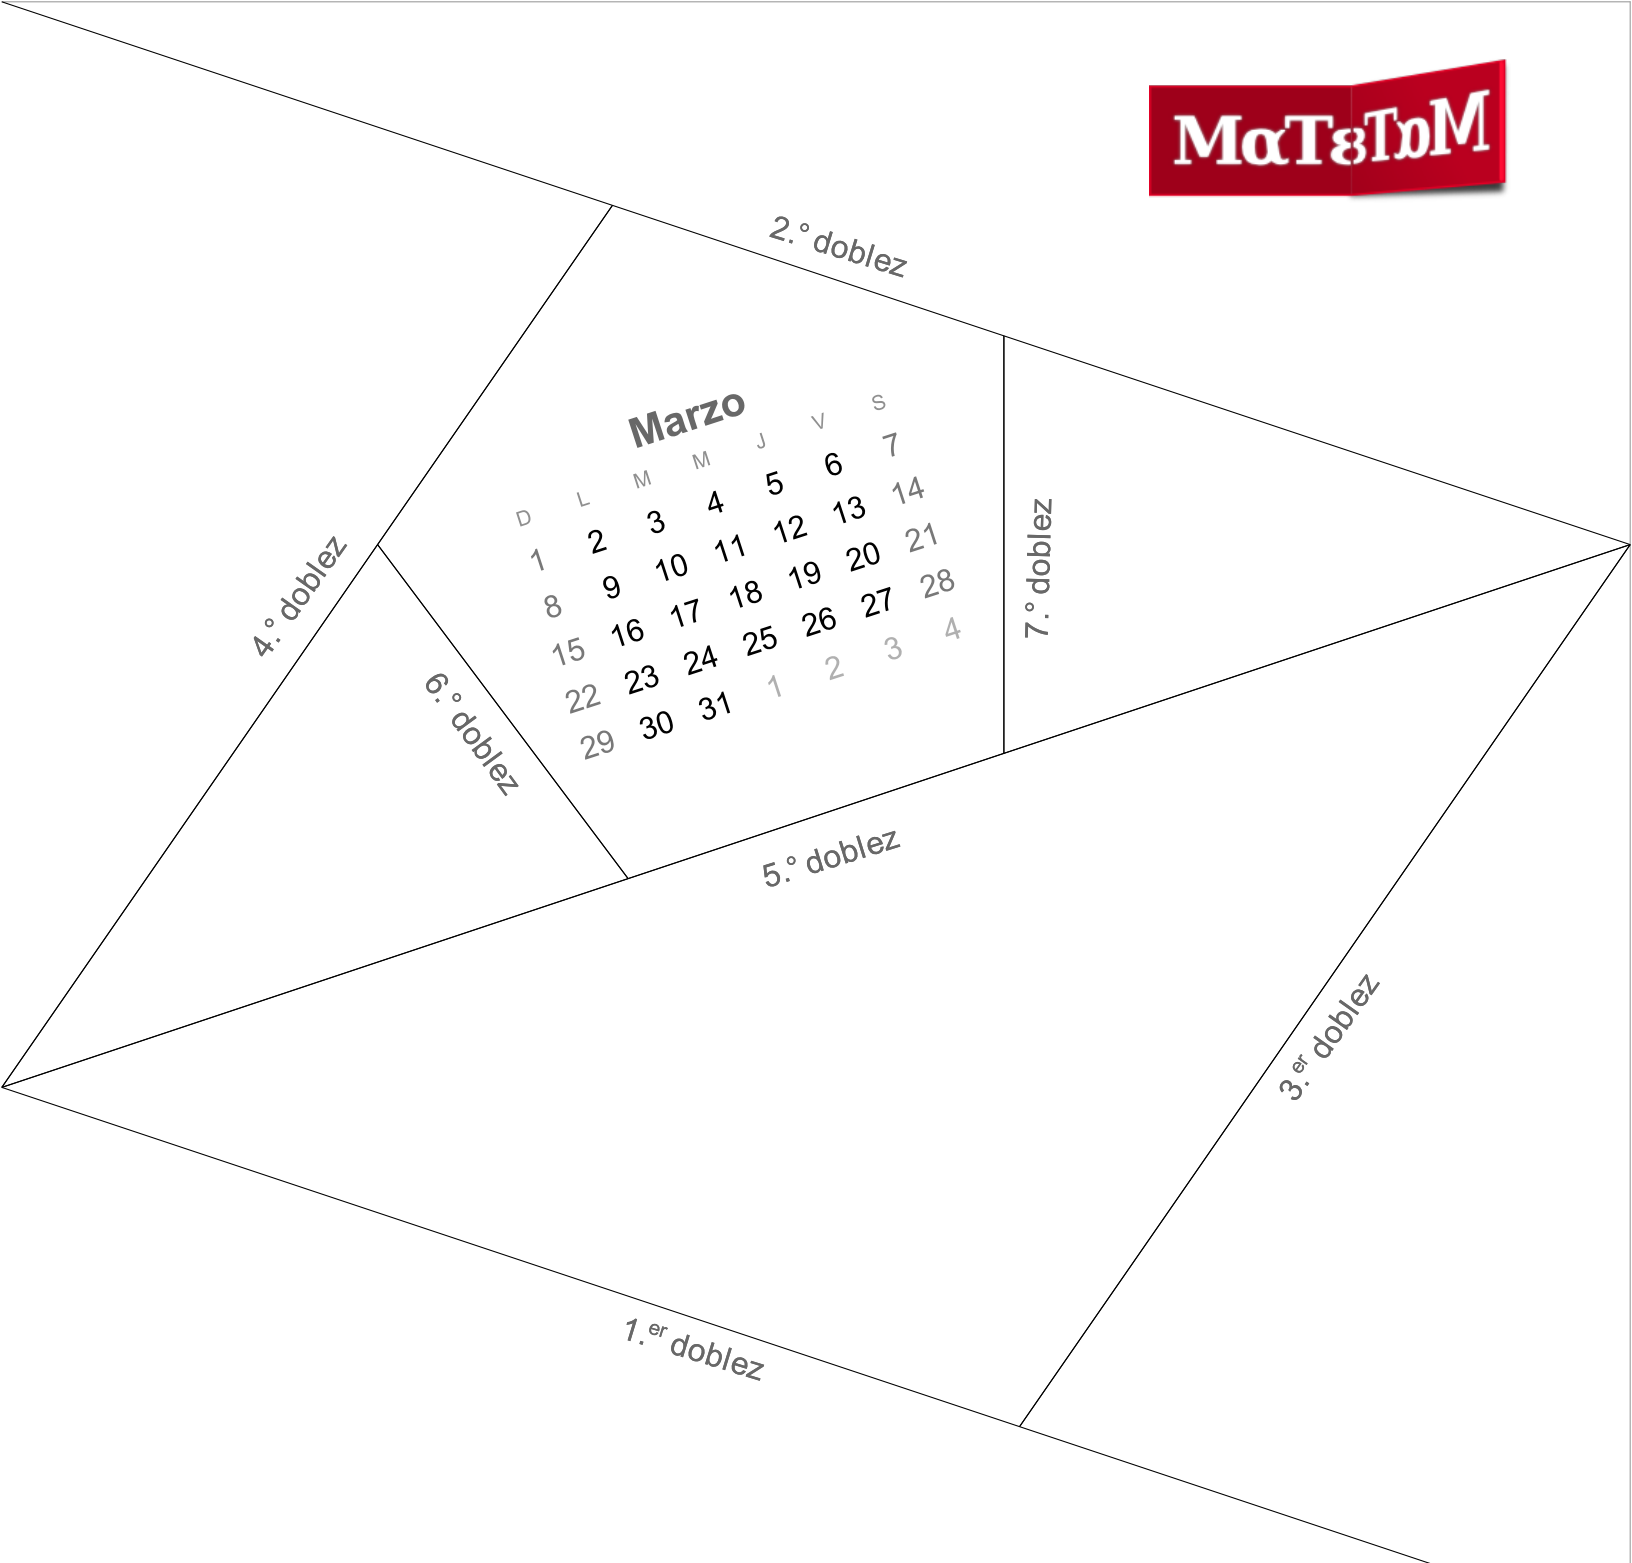 MαTεTαM
2.° doblez
Marzo
D L M M J V S
1 2 3 4 5 6 7
8 9 10 11 12 13 14
15 16 17 18 19 20 21
22 23 24 25 26 27 28
29 30 31 1 2 3 4
4.° doblez
7.° doblez
6.° doblez
5.° doblez
3.er doblez
1.er doblez